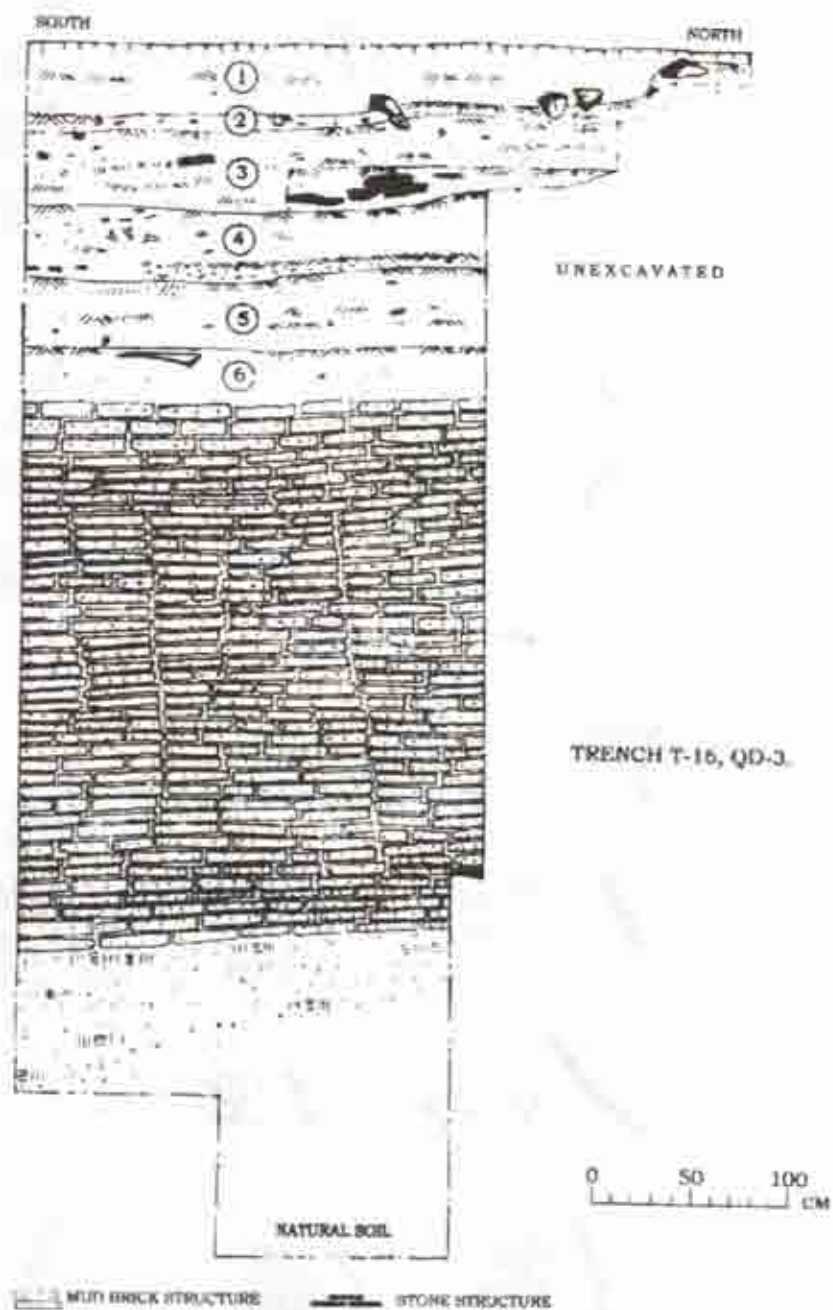 SOUTH
NORTH
1
2
3
4
5
6
UNEXCAVATED
TRENCH T-16, QD-3.
0 50 100
CM
NATURAL SOIL
MUD BRICK STRUCTURE STONE STRUCTURE